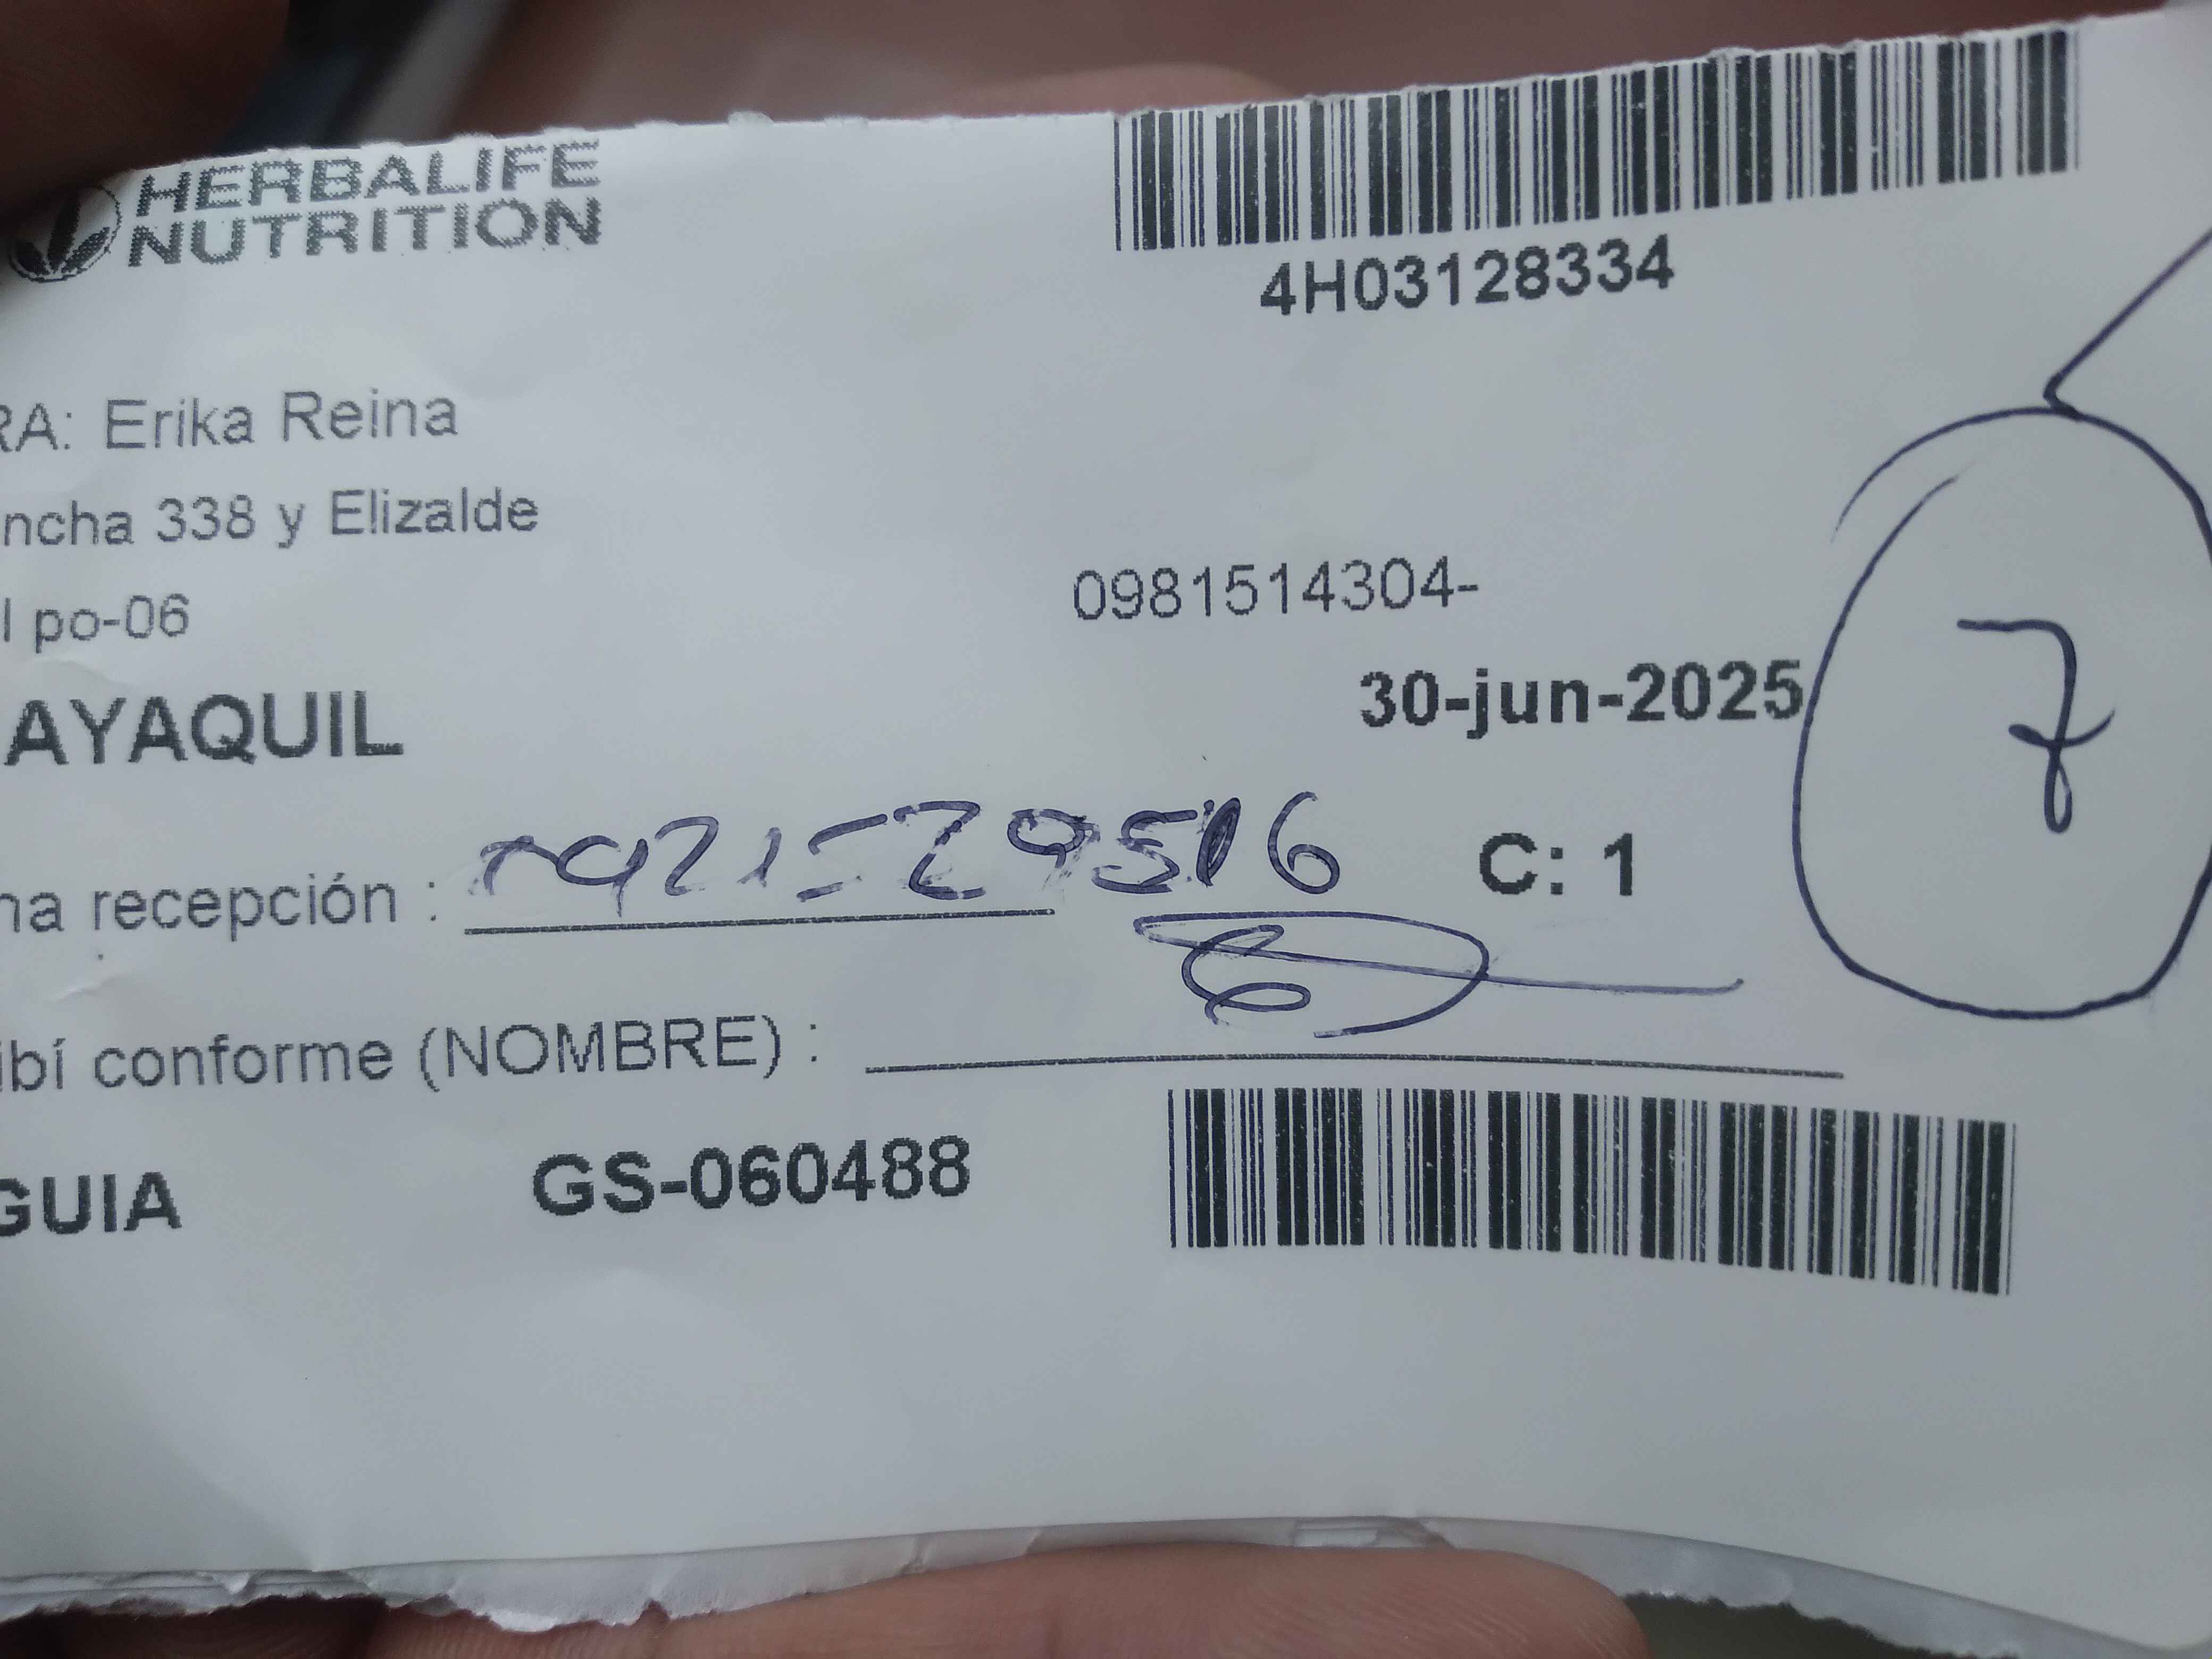 HERBALIFE
NUTRITION
4H03128334
RA: Erika Reina
ncha 338 y Elizalde
l po-06
0981514304-
AYAQUIL
30-jun-2025
7
na recepción :
C: 1
ibí conforme (NOMBRE) :
GUIA GS-060488